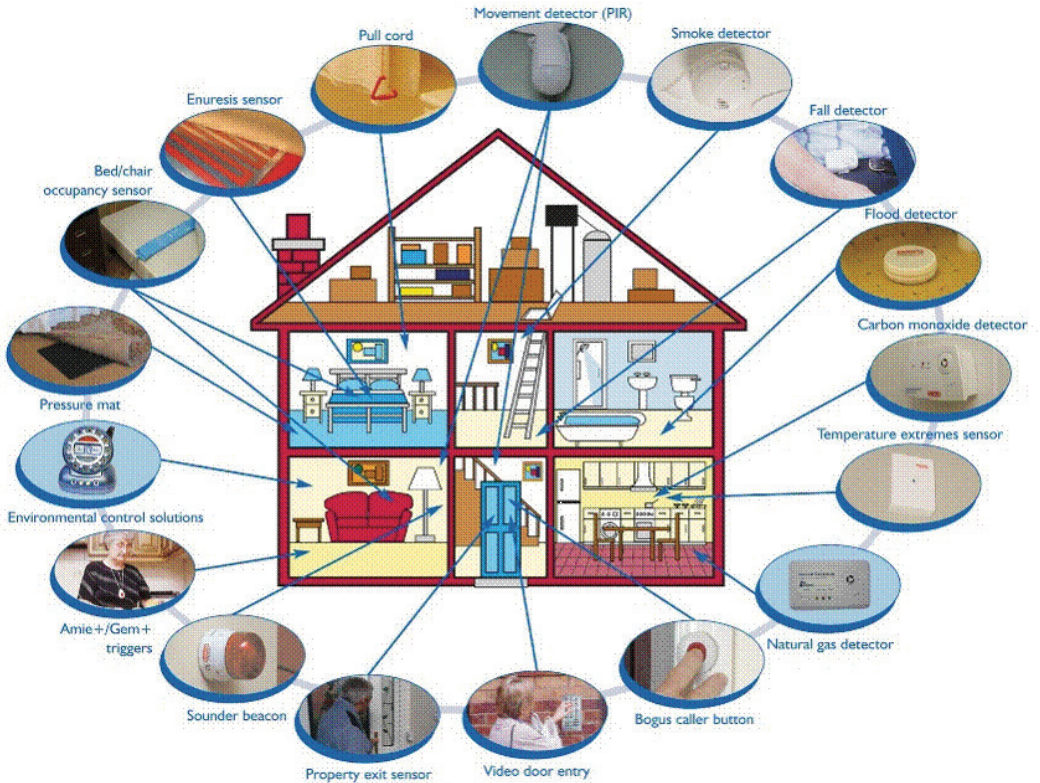 Movement detector (PIR)
Pull cord
Smoke detector
Enuresis sensor
Fall detector
Bed/chair
occupancy sensor
Flood detector
Carbon monoxide detector
Pressure mat
Temperature extremes sensor
Environmental control solutions
Amie+/Gem+
triggers
Natural gas detector
Sounder beacon
Bogus caller button
Property exit sensor
Video door entry